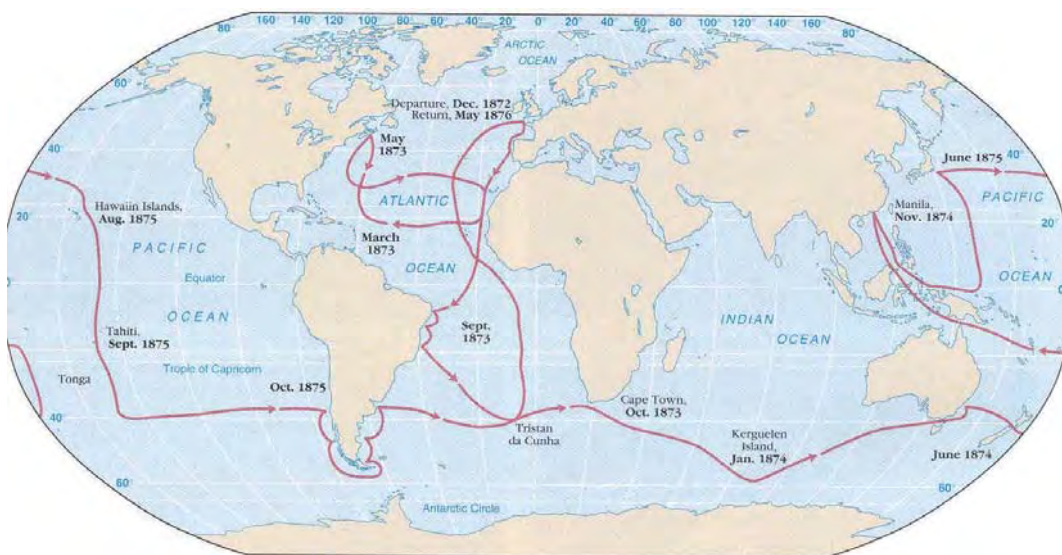 160 140 120 100 80 60 40 20 0 20 40 60 80 100 120 140 160
80°
80°
ARCTIC
OCEAN
60°
60°
Departure, Dec. 1872
Return, May 1876
May
1873
June 1875
40°
40
Hawaiin Islands,
Aug. 1875
ATLANTIC
Manila,
Nov. 1874
PACIFIC
20°
20°
PACIFIC
March
1873
OCEAN
Equator
OCEAN
0
0°
OCEAN
Tahiti,
Sept. 1875
Sept.
1873
INDIAN
OCEAN
Tropic of Capricorn
Tonga
Oct. 1875
Cape Town,
Oct. 1873
40
Tristan
da Cunha
Kerguelen
Island,
Jan. 1874
June 1874
60°
60°
Antarctic Circle